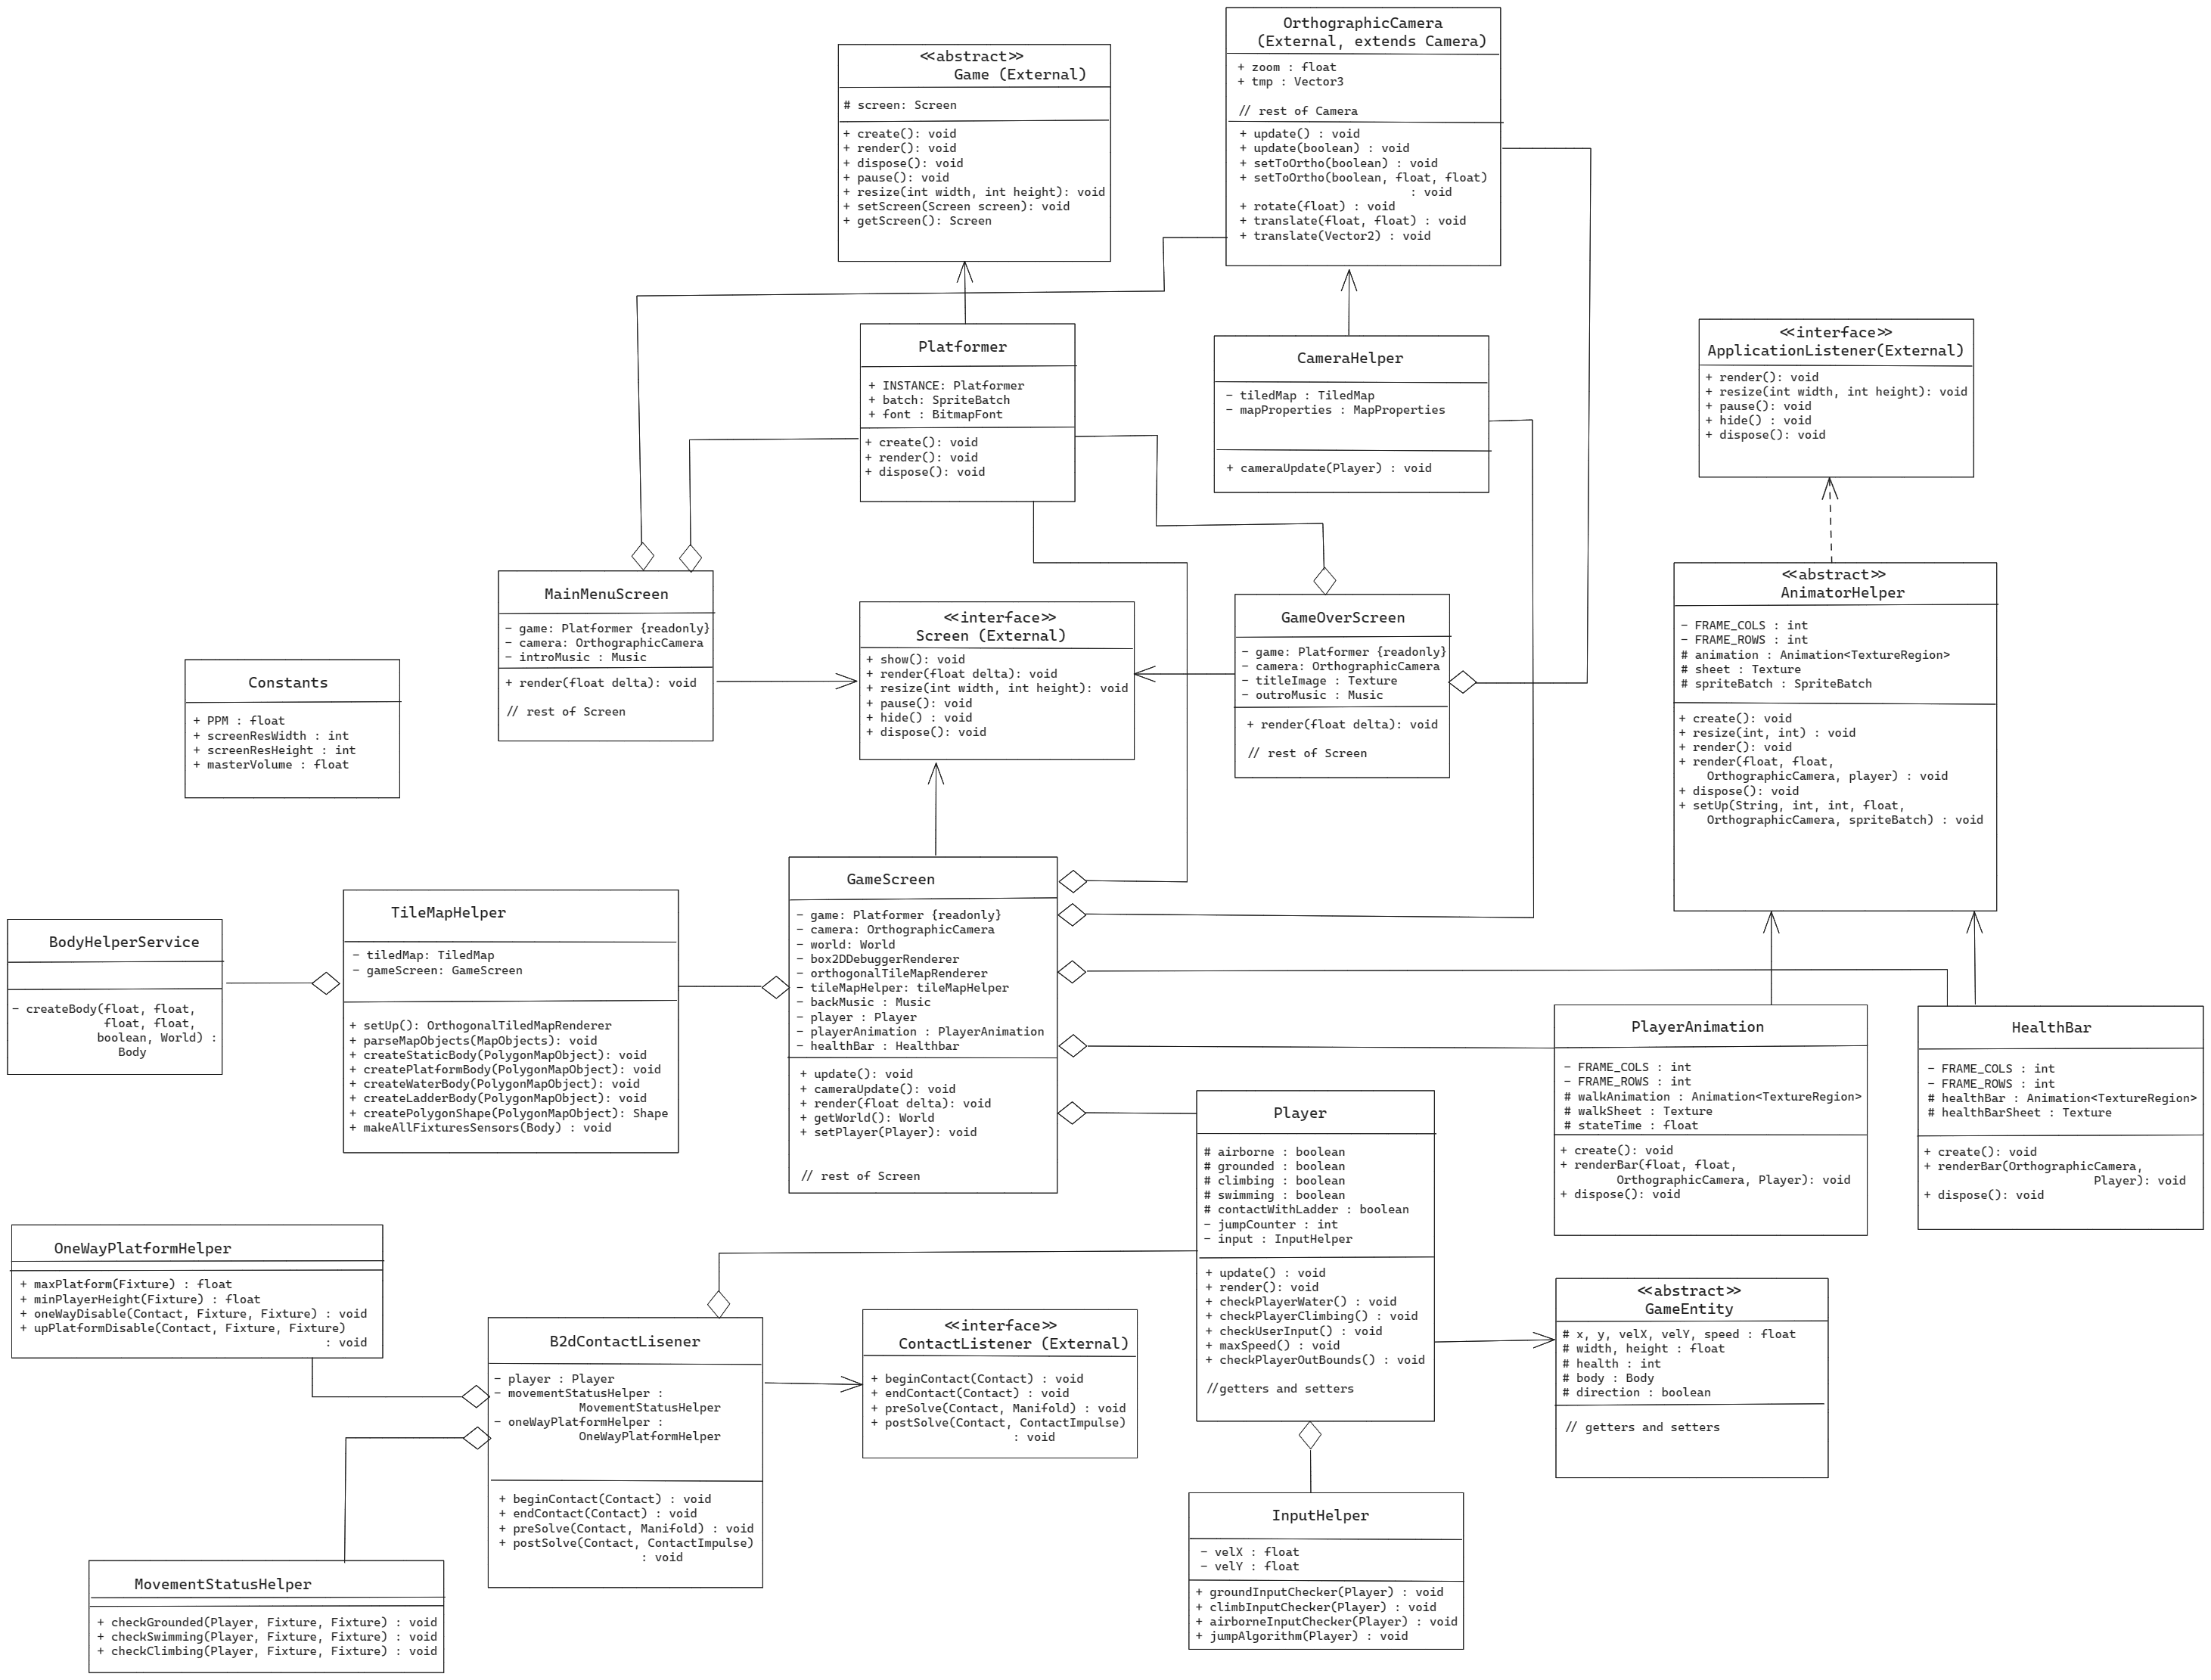 <<abstract>>
Game (External)
# screen: Screen
+ create(): void
+ render(): void
+ dispose(): void
+ pause(): void
+ resize(int width, int height): void
+ setScreen(Screen screen): void
+ getScreen(): Screen
OrthographicCamera
(External, extends Camera)
+ zoom : float
+ tmp : Vector3
// rest of Camera
+ update() : void
+ update(boolean) : void
+ setToOrtho(boolean) : void
+ setToOrtho(boolean, float, float)
: void
+ rotate(float) : void
+ translate(float, float) : void
+ translate(Vector2) : void
Platformer
+ INSTANCE: Platformer
+ batch: SpriteBatch
+ font : BitmapFont
+ create(): void
+ render(): void
+ dispose(): void
CameraHelper
- tiledMap : TiledMap
- mapProperties : MapProperties
+ cameraUpdate(Player) : void
<<interface>>
ApplicationListener(External)
+ render(): void
+ resize(int width, int height): void
+ pause(): void
+ hide() : void
+ dispose(): void
MainMenuScreen
- game: Platformer {readonly}
- camera: OrthographicCamera
- introMusic : Music
+ render(float delta): void
// rest of Screen
<<interface>>
Screen (External)
+ show(): void
+ render(float delta): void
+ resize(int width, int height): void
+ pause(): void
+ hide() : void
+ dispose(): void
GameOverScreen
- game: Platformer {readonly}
- camera: OrthographicCamera
- titleImage : Texture
- outroMusic : Music
+ render(float delta): void
// rest of Screen
<<abstract>>
AnimatorHelper
- FRAME_COLS : int
- FRAME_ROWS : int
# animation : Animation<TextureRegion>
# sheet : Texture
# spriteBatch : SpriteBatch
+ create(): void
+ resize(int, int) : void
+ render(): void
+ render(float, float,
OrthographicCamera, player) : void
+ dispose(): void
+ setUp(String, int, int, float,
OrthographicCamera, spriteBatch) : void
Constants
+ PPM : float
+ screenResWidth : int
+ screenResHeight : int
+ masterVolume : float
BodyHelperService
- createBody(float, float,
float, float,
boolean, World) :
Body
TileMapHelper
- tiledMap: TiledMap
- gameScreen: GameScreen
+ setUp(): OrthogonalTiledMapRenderer
+ parseMapObjects(MapObjects): void
+ createStaticBody(PolygonMapObject): void
+ createPlatformBody(PolygonMapObject): void
+ createWaterBody(PolygonMapObject): void
+ createLadderBody(PolygonMapObject): void
+ createPolygonShape(PolygonMapObject): Shape
+ makeAllFixturesSensors(Body) : void
GameScreen
- game: Platformer {readonly}
- camera: OrthographicCamera
- world: World
- box2DDebuggerRenderer
- orthogonalTileMapRenderer
- tileMapHelper: tileMapHelper
- backMusic : Music
- player : Player
- playerAnimation : PlayerAnimation
- healthBar : Healthbar
+ update(): void
+ cameraUpdate(): void
+ render(float delta): void
+ getWorld(): World
+ setPlayer(Player): void
// rest of Screen
PlayerAnimation
- FRAME_COLS : int
- FRAME_ROWS : int
# walkAnimation : Animation<TextureRegion>
# walkSheet : Texture
# stateTime : float
+ create(): void
+ renderBar(float, float,
OrthographicCamera, Player): void
+ dispose(): void
HealthBar
- FRAME_COLS : int
- FRAME_ROWS : int
# healthBar : Animation<TextureRegion>
# healthBarSheet : Texture
+ create(): void
+ renderBar(OrthographicCamera,
Player): void
+ dispose(): void
Player
# airborne : boolean
# grounded : boolean
# climbing : boolean
# swimming : boolean
# contactWithLadder : boolean
- jumpCounter : int
- input : InputHelper
+ update() : void
+ render(): void
+ checkPlayerWater() : void
+ checkPlayerClimbing() : void
+ checkUserInput() : void
+ maxSpeed() : void
+ checkPlayerOutBounds() : void
//getters and setters
OneWayPlatformHelper
+ maxPlatform(Fixture) : float
+ minPlayerHeight(Fixture) : float
+ oneWayDisable(Contact, Fixture, Fixture) : void
+ upPlatformDisable(Contact, Fixture, Fixture)
: void
B2dContactLisener
- player : Player
- movementStatusHelper :
MovementStatusHelper
- oneWayPlatformHelper :
OneWayPlatformHelper
+ beginContact(Contact) : void
+ endContact(Contact) : void
+ preSolve(Contact, Manifold) : void
+ postSolve(Contact, ContactImpulse)
: void
<<interface>>
ContactListener (External)
+ beginContact(Contact) : void
+ endContact(Contact) : void
+ preSolve(Contact, Manifold) : void
+ postSolve(Contact, ContactImpulse)
: void
<<abstract>>
GameEntity
# x, y, velX, velY, speed : float
# width, height : float
# health : int
# body : Body
# direction : boolean
// getters and setters
InputHelper
- velX : float
- velY : float
+ groundInputChecker(Player) : void
+ climbInputChecker(Player) : void
+ airborneInputChecker(Player) : void
+ jumpAlgorithm(Player) : void
MovementStatusHelper
+ checkGrounded(Player, Fixture, Fixture) : void
+ checkSwimming(Player, Fixture, Fixture) : void
+ checkClimbing(Player, Fixture, Fixture) : void